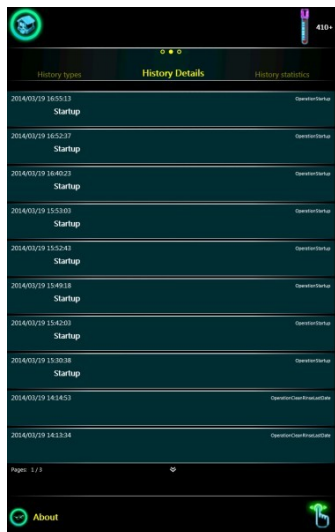 410+
History types
History Details
History statistics
2014/03/19 16:55:13
OperationStartup
Startup
2014/03/19 16:52:37
OperationStartup
Startup
2014/03/19 16:40:23
OperationStartup
Startup
2014/03/19 15:53:03
OperationStartup
Startup
2014/03/19 15:52:43
OperationStartup
Startup
2014/03/19 15:49:18
OperationStartup
Startup
2014/03/19 15:42:03
OperationStartup
Startup
2014/03/19 15:30:38
OperationStartup
Startup
2014/03/19 14:14:53
OperationCleanRinseLastDate
2014/03/19 14:13:34
OperationCleanRinseLastDate
Pages: 1 / 3
About